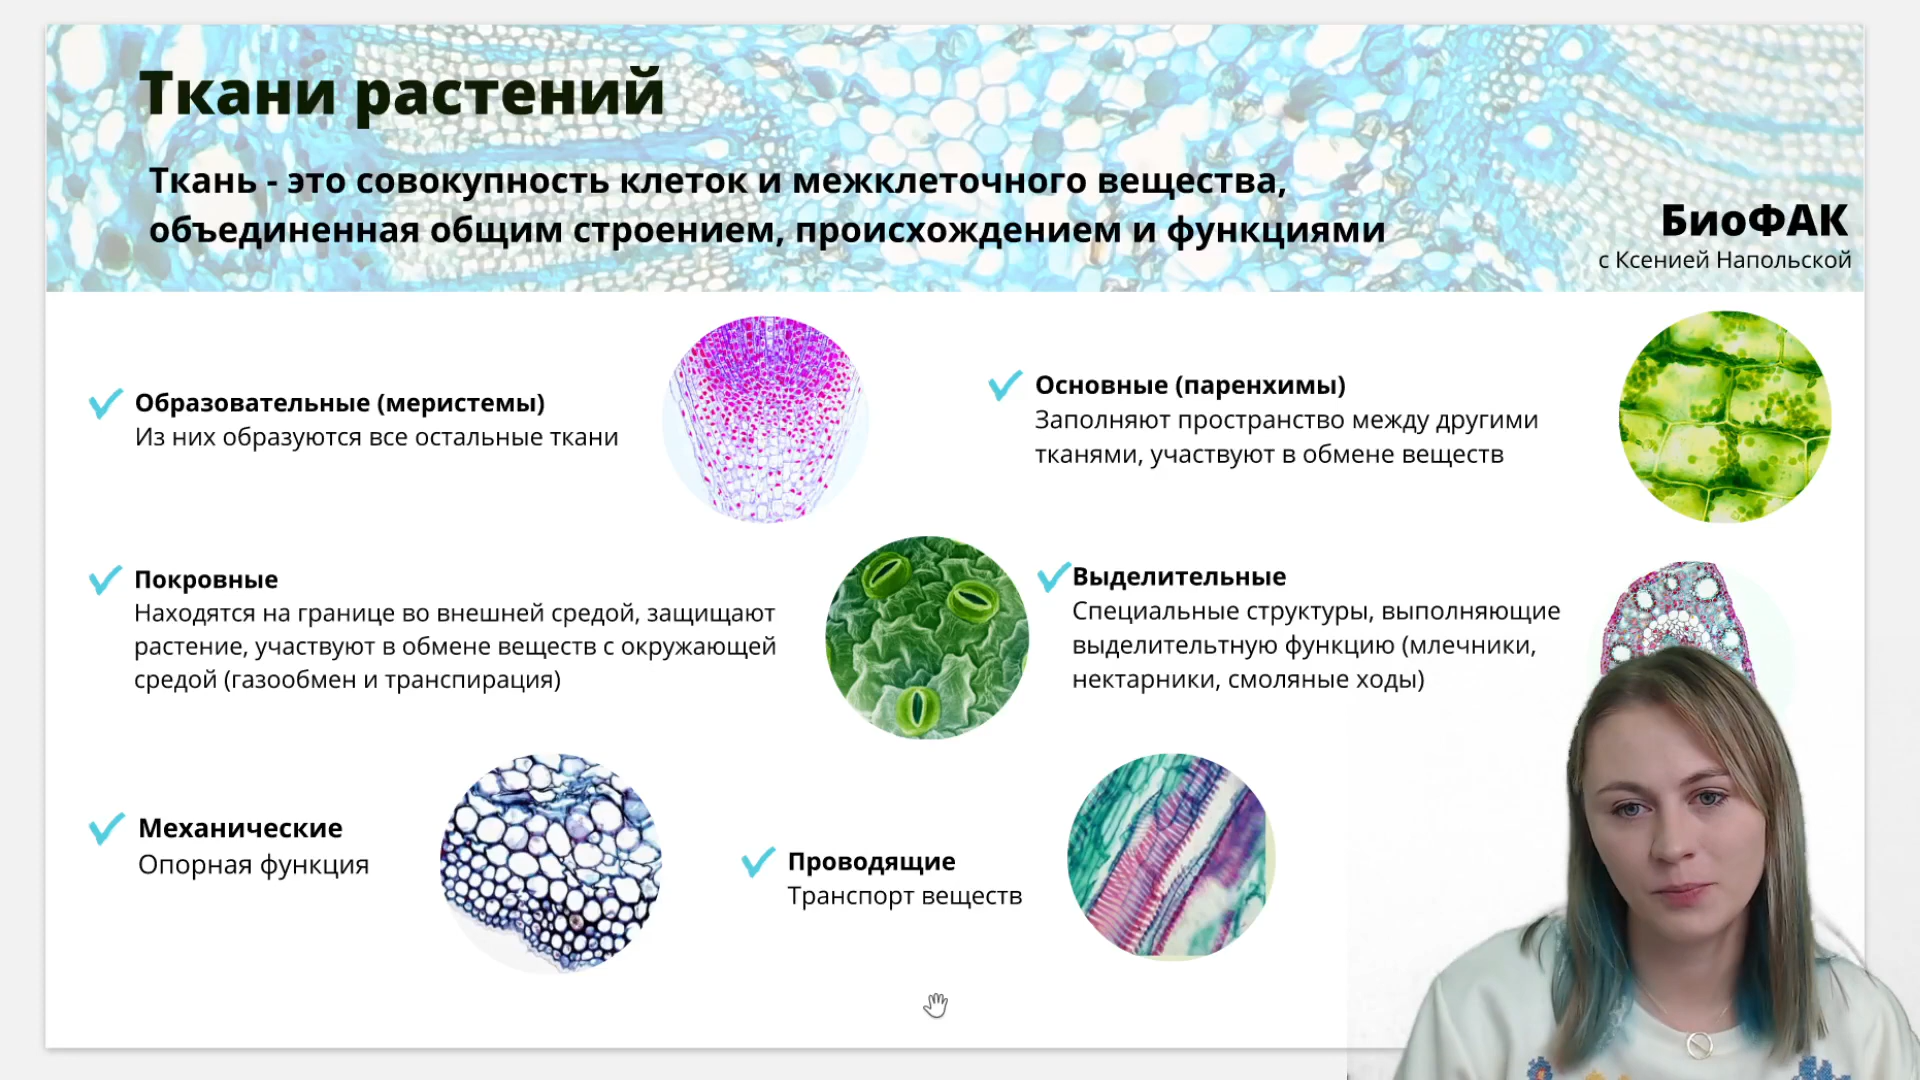 Ткани растений
Ткань - это совокупность клеток и межклеточного вещества,
объединенная общим строением, происхождением и функциями
БиоФАК
с Ксенией Напольской
Образовательные (меристемы)
Из них образуются все остальные ткани
Основные (паренхимы)
Заполняют пространство между другими
тканями, участвуют в обмене веществ
Покровные
Находятся на границе во внешней средой, защищают
растение, участвуют в обмене веществ с окружающей
средой (газообмен и транспирация)
Выделительные
Специальные структуры, выполняющие
выделительтную функцию (млечники,
нектарники, смоляные ходы)
Механические
Опорная функция
Проводящие
Транспорт веществ